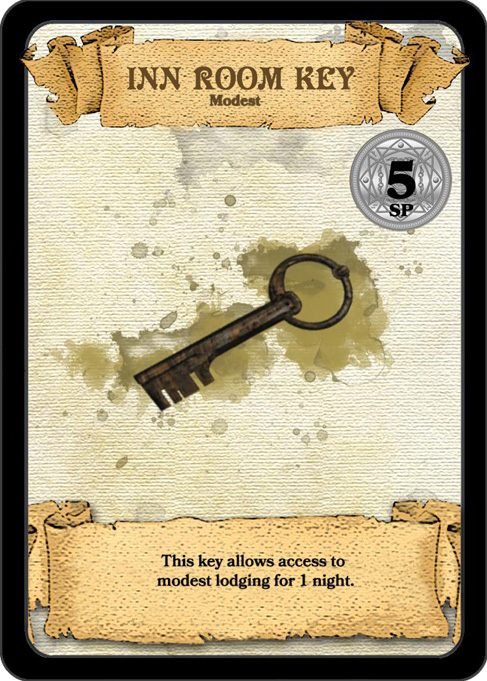 INN ROOM KEY
Modest
5
SP
This key allows access to
modest lodging for 1 night.